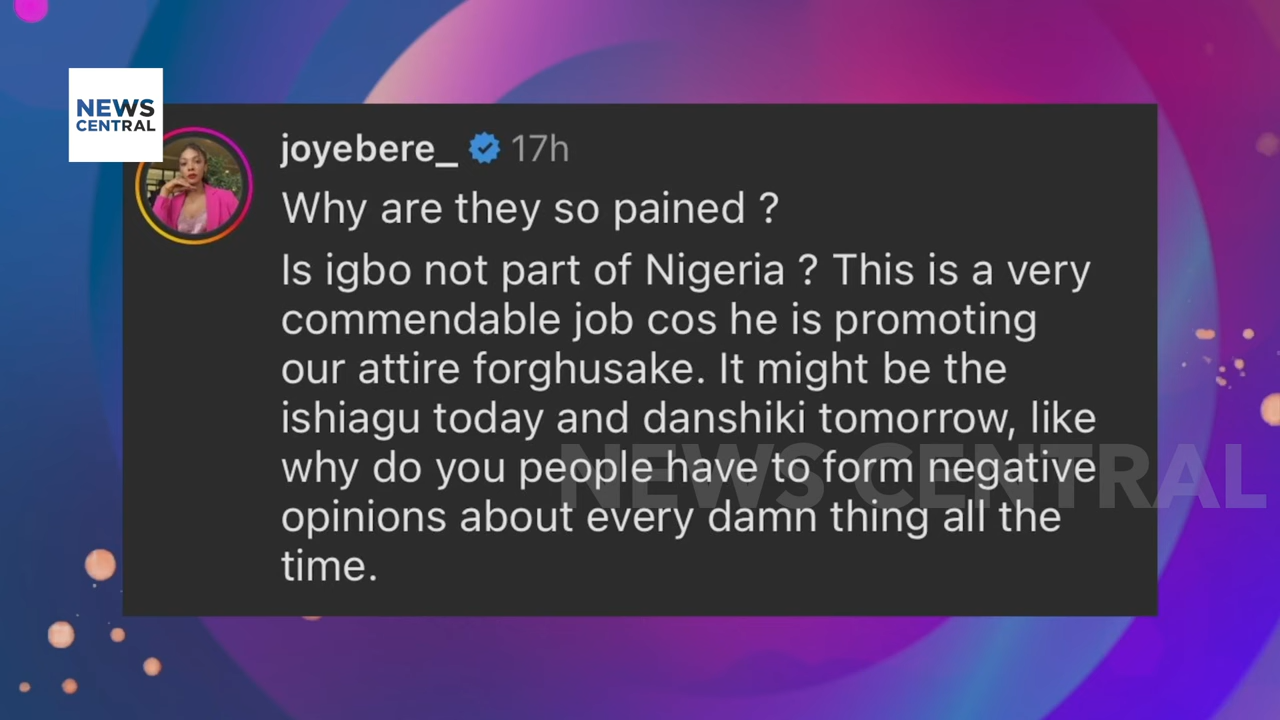 NEWS
CENTRAL
joyebere_ 17h
Why are they so pained ?
Is igbo not part of Nigeria ? This is a very
commendable job cos he is promoting
our attire forghusake. It might be the
ishiagu today and danshiki tomorrow, like
why do you people have to form negative
opinions about every damn thing all the
time.
NEWS CENTRAL